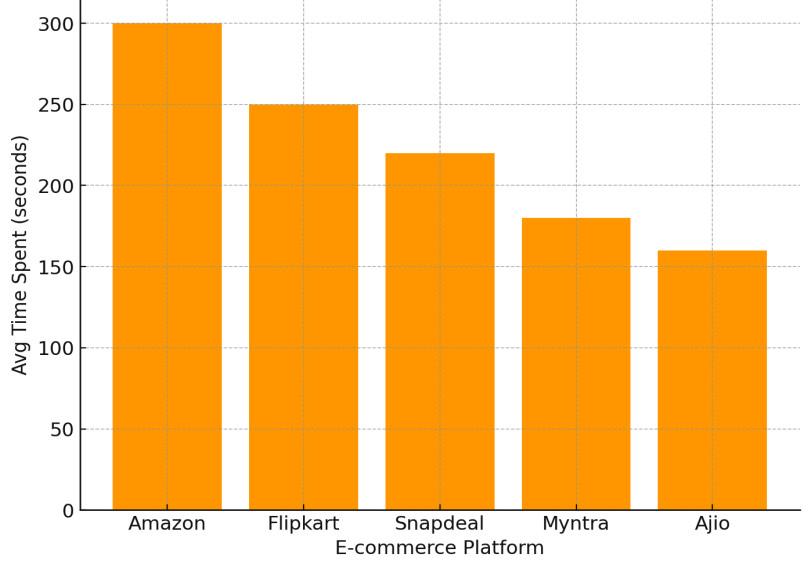 300
250
200
150
100
50
0
Avg Time Spent (seconds)
Amazon Flipkart Snapdeal Myntra Ajio
E-commerce Platform